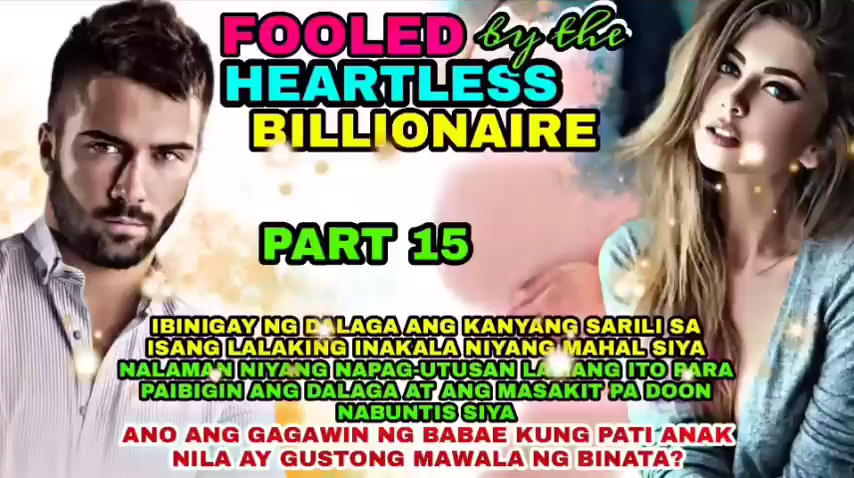 FOOLED by the
HEARTLESS
BILLIONAIRE
PART 15
IBINIGAY NG DALAGA ANG KANYANG SARILI SA
ISANG LALAKING INAKALA NIYANG MAHAL SIYA
NALAMAN NIYANG NAPAG-UTUSAN LAMANG ITO PARA
PAIBIGIN ANG DALAGA AT ANG MASAKIT PA DOON
NABUNTIS SIYA
ANO ANG GAGAWIN NG BABAE KUNG PATI ANAK
NILA AY GUSTONG MAWALA NG BINATA?